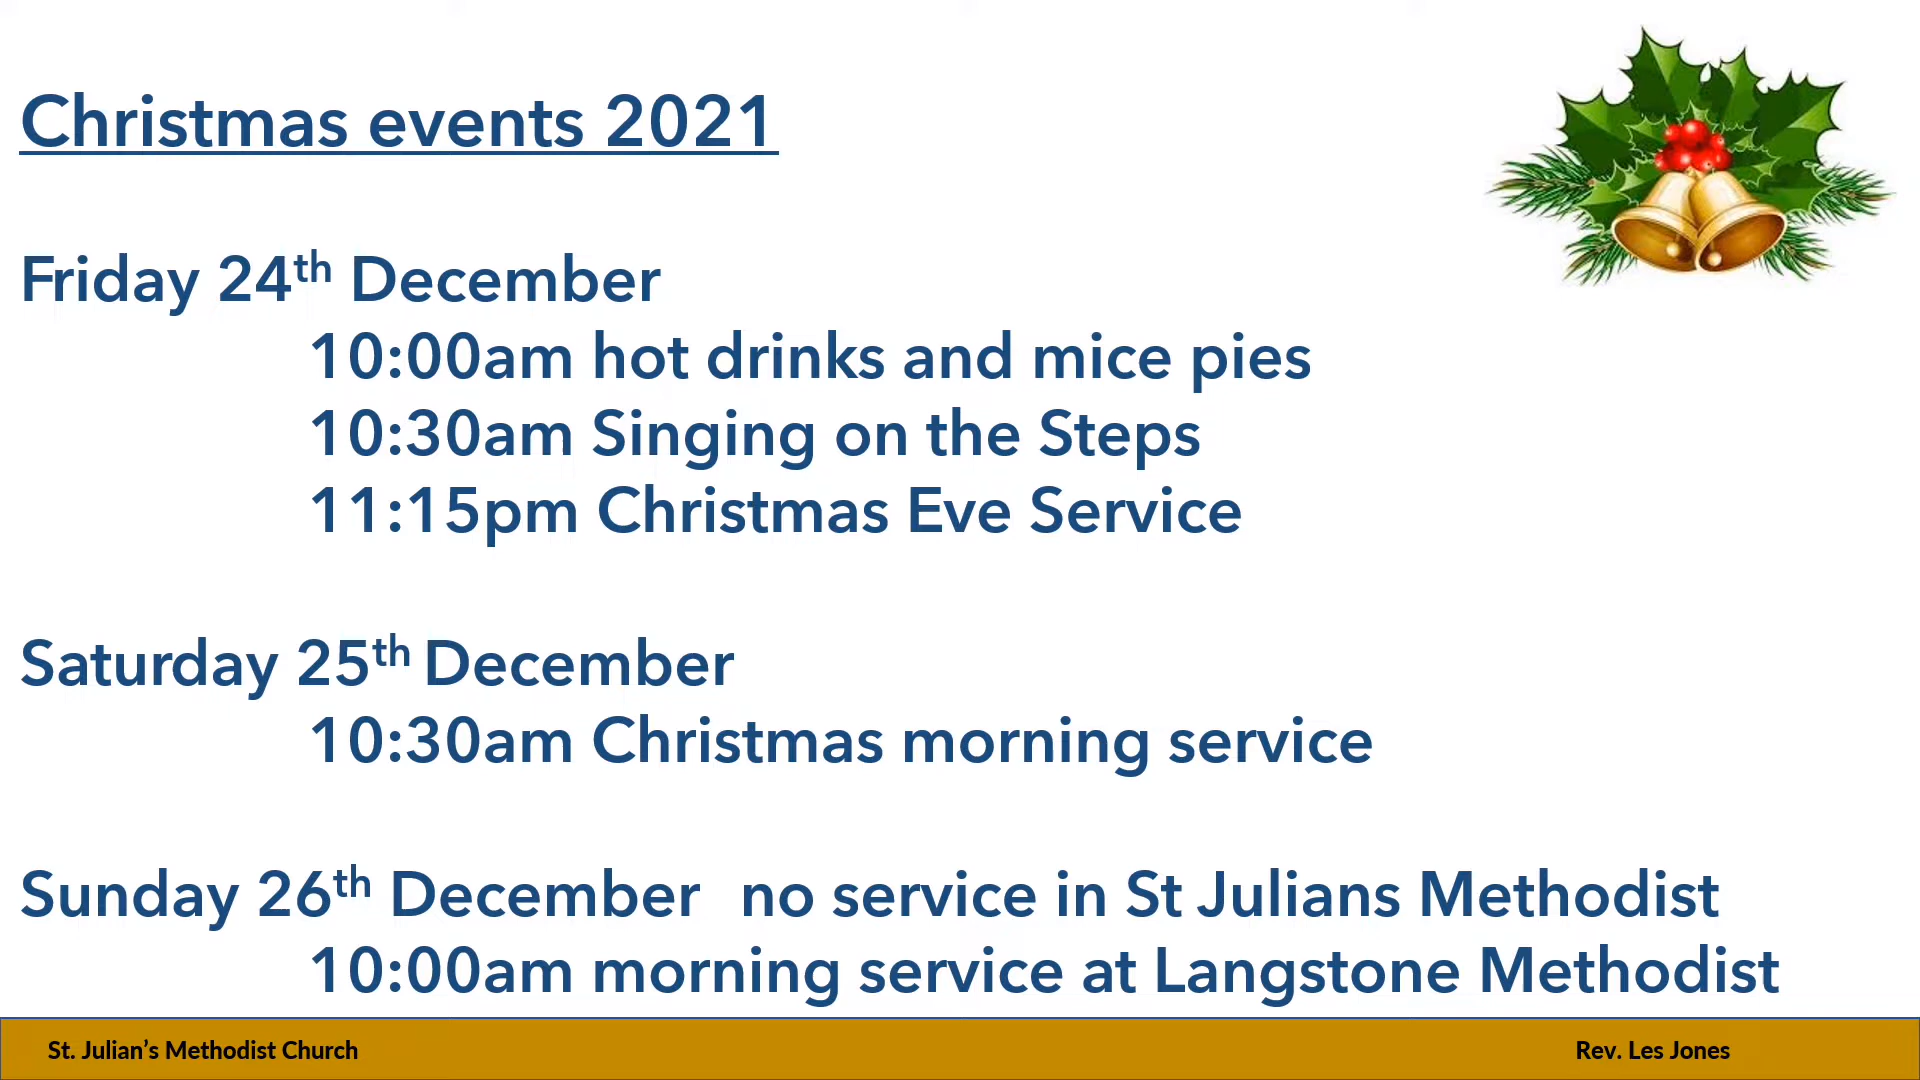 Christmas events 2021
Friday 24th December
10:00am hot drinks and mice pies
10:30am Singing on the Steps
11:15pm Christmas Eve Service
Saturday 25th December
10:30am Christmas morning service
Sunday 26th December no service in St Julians Methodist
10:00am morning service at Langstone Methodist
St. Julian’s Methodist Church
Rev. Les Jones